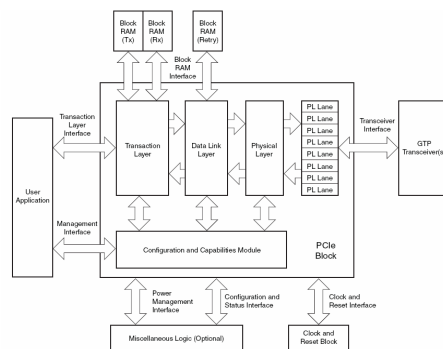 Block
RAM
(Tx)
Block
RAM
(Rx)
Block
RAM
(Retry)
Block RAM
Interface
Transaction
Layer
Interface
Transaction
Layer
Data Link
Layer
Physical
Layer
PL Lane
PL Lane
PL Lane
PL Lane
PL Lane
PL Lane
PL Lane
PL Lane
Transceiver
Interface
GTP
Transceiver(s)
User
Application
Management
Interface
Configuration and Capabilities Module
PCIe
Block
Power
Management
Interface
Configuration and
Status Interface
Clock and
Reset Interface
Miscellaneous Logic (Optional)
Clock and
Reset Block